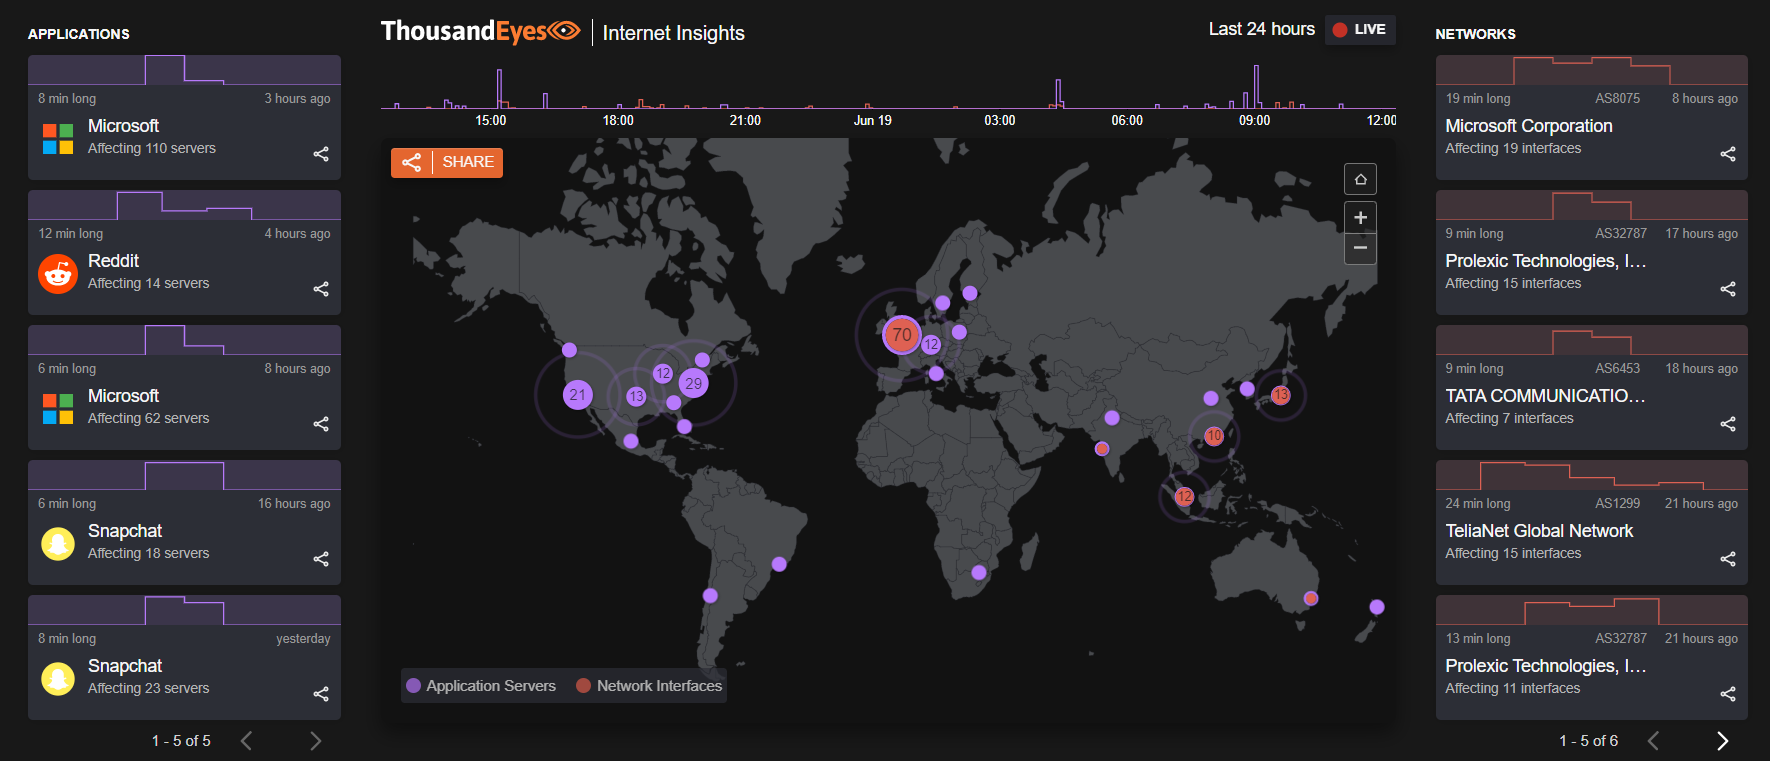 APPLICATIONS
8 min long 3 hours ago
Microsoft
Affecting 110 servers
12 min long 4 hours ago
Reddit
Affecting 14 servers
6 min long 8 hours ago
Microsoft
Affecting 62 servers
6 min long 16 hours ago
Snapchat
Affecting 18 servers
8 min long yesterday
Snapchat
Affecting 23 servers
1 - 5 of 5
ThousandEyes Internet Insights
Last 24 hours LIVE
15:00 18:00 21:00 Jun 19 03:00 06:00 09:00 12:00
SHARE
70
12
12
29
21
13
13
10
12
Application Servers Network Interfaces
NETWORKS
19 min long AS8075 8 hours ago
Microsoft Corporation
Affecting 19 interfaces
9 min long AS32787 17 hours ago
Prolexic Technologies, I...
Affecting 15 interfaces
9 min long AS6453 18 hours ago
TATA COMMUNICATIO...
Affecting 7 interfaces
24 min long AS1299 21 hours ago
TeliaNet Global Network
Affecting 15 interfaces
13 min long AS32787 21 hours ago
Prolexic Technologies, I...
Affecting 11 interfaces
1 - 5 of 6